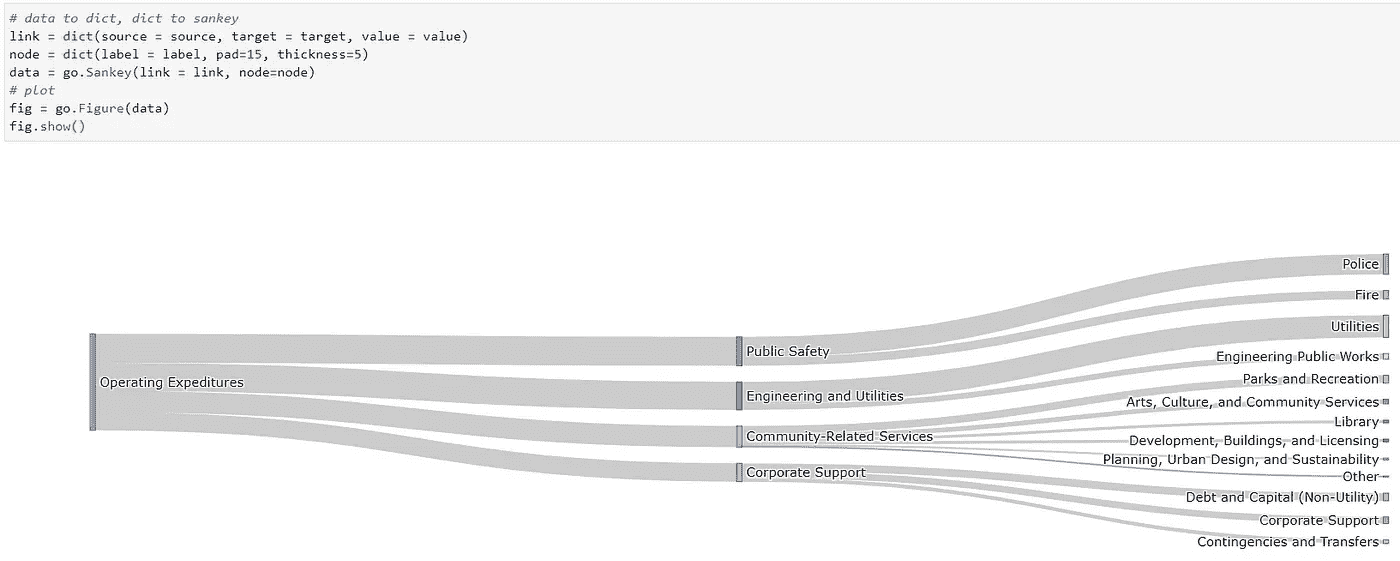 # data to dict, dict to sankey
link = dict(source = source, target = target, value = value)
node = dict(label = label, pad=15, thickness=5)
data = go.Sankey(link = link, node=node)
# plot
fig = go.Figure(data)
fig.show()
Operating Expeditures
Public Safety
Engineering and Utilities
Community-Related Services
Corporate Support
Police
Fire
Utilities
Engineering Public Works
Parks and Recreation
Arts, Culture, and Community Services
Library
Development, Buildings, and Licensing
Planning, Urban Design, and Sustainability
Other
Debt and Capital (Non-Utility)
Corporate Support
Contingencies and Transfers